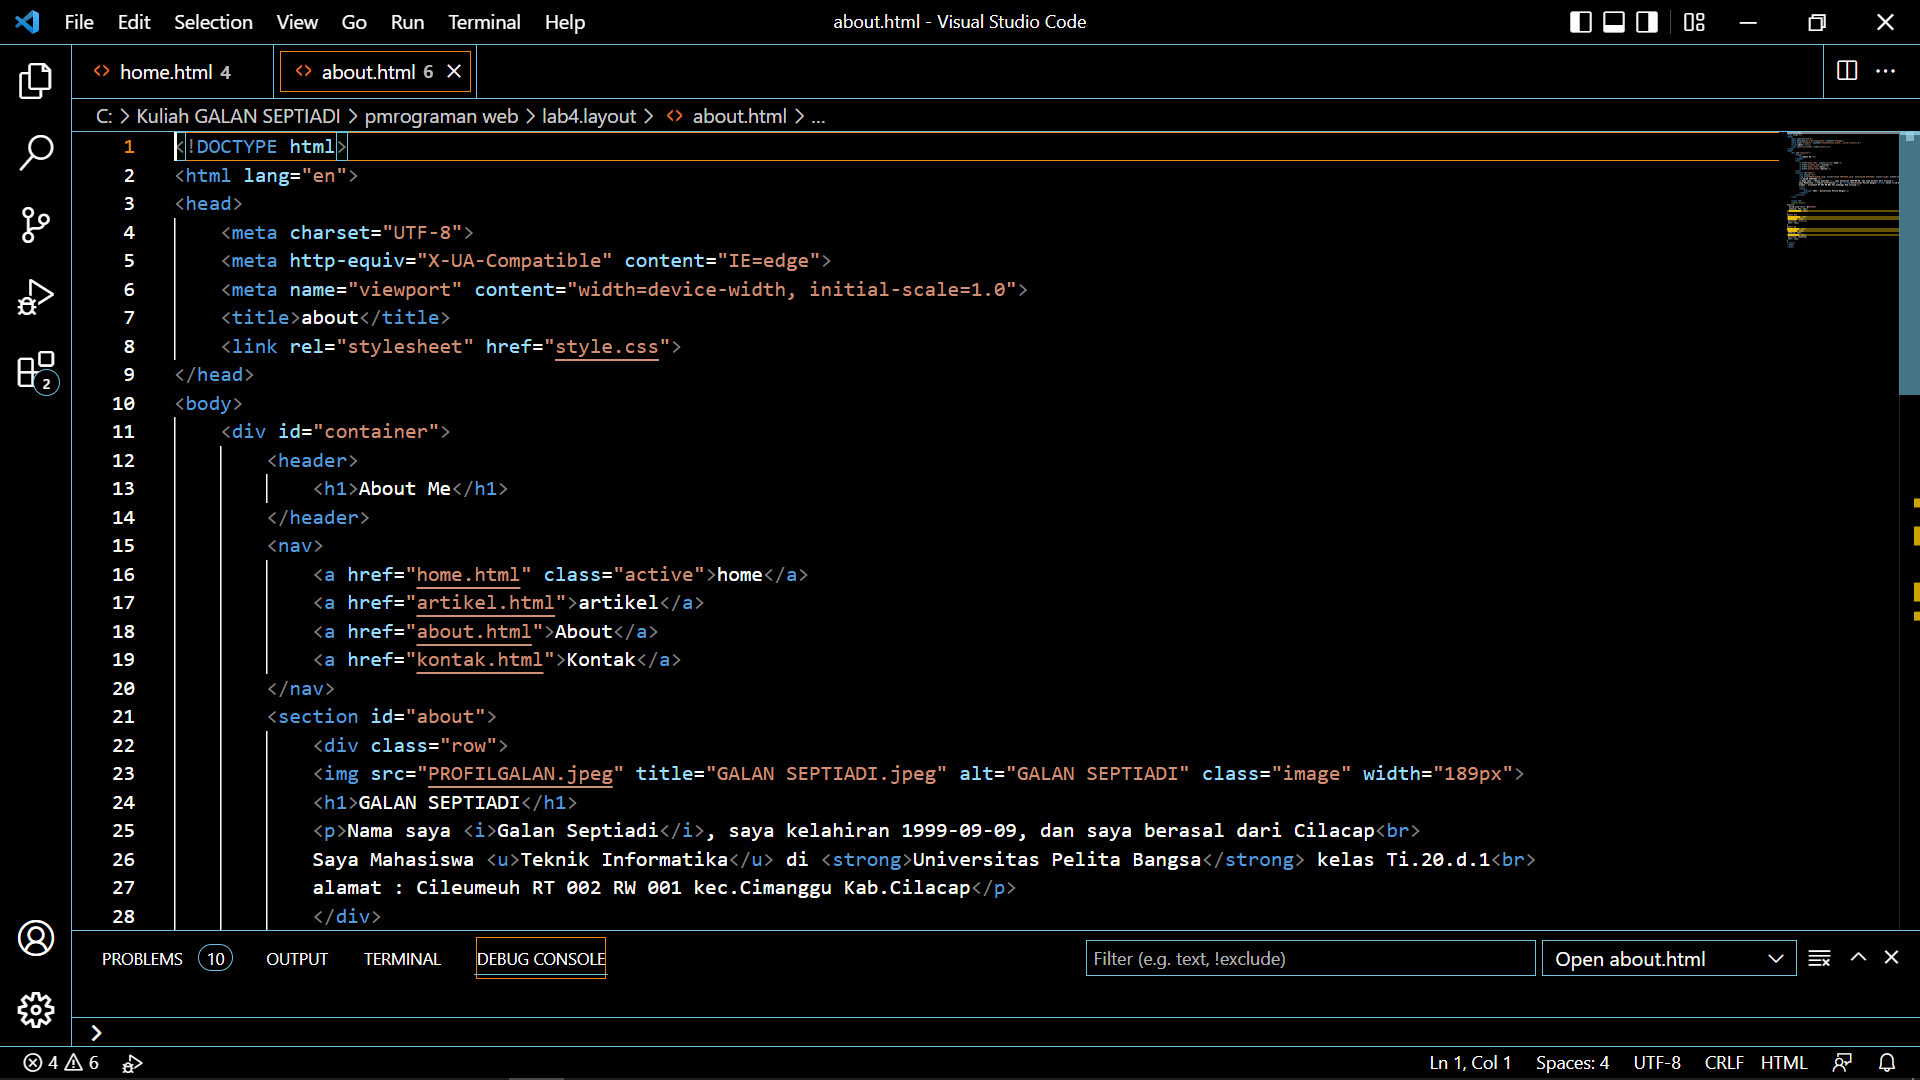 File Edit Selection View Go Run Terminal Help about.html - Visual Studio Code
home.html 4 about.html 6
C: > Kuliah GALAN SEPTIADI > pmrograman web > lab4.layout > about.html > ...
1 <!DOCTYPE html>
2 <html lang="en">
3 <head>
4 <meta charset="UTF-8">
5 <meta http-equiv="X-UA-Compatible" content="IE=edge">
6 <meta name="viewport" content="width=device-width, initial-scale=1.0">
7 <title>about</title>
8 <link rel="stylesheet" href="style.css">
9 </head>
10 <body>
11 <div id="container">
12 <header>
13 <h1>About Me</h1>
14 </header>
15 <nav>
16 <a href="home.html" class="active">home</a>
17 <a href="artikel.html">artikel</a>
18 <a href="about.html">About</a>
19 <a href="kontak.html">Kontak</a>
20 </nav>
21 <section id="about">
22 <div class="row">
23 <img src="PROFILGALAN.jpeg" title="GALAN SEPTIADI.jpeg" alt="GALAN SEPTIADI" class="image" width="189px">
24 <h1>GALAN SEPTIADI</h1>
25 <p>Nama saya <i>Galan Septiadi</i>, saya kelahiran 1999-09-09, dan saya berasal dari Cilacap<br>
26 Saya Mahasiswa <u>Teknik Informatika</u> di <strong>Universitas Pelita Bangsa</strong> kelas Ti.20.d.1<br>
27 alamat : Cileumeuh RT 002 RW 001 kec.Cimanggu Kab.Cilacap</p>
28 </div>
2
PROBLEMS 10 OUTPUT TERMINAL DEBUG CONSOLE Filter (e.g. text, !exclude) Open about.html
4 6 Ln 1, Col 1 Spaces: 4 UTF-8 CRLF HTML